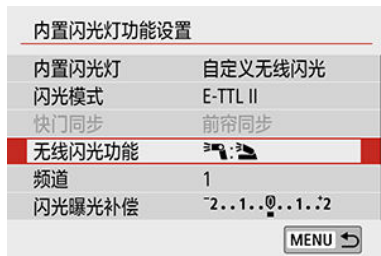 内置闪光灯功能设置
内置闪光灯 自定义无线闪光
闪光模式 E-TTL II
快门同步 前帘同步
无线闪光功能 :
频道 1
闪光曝光补偿 -2..1..0..1..+2
MENU